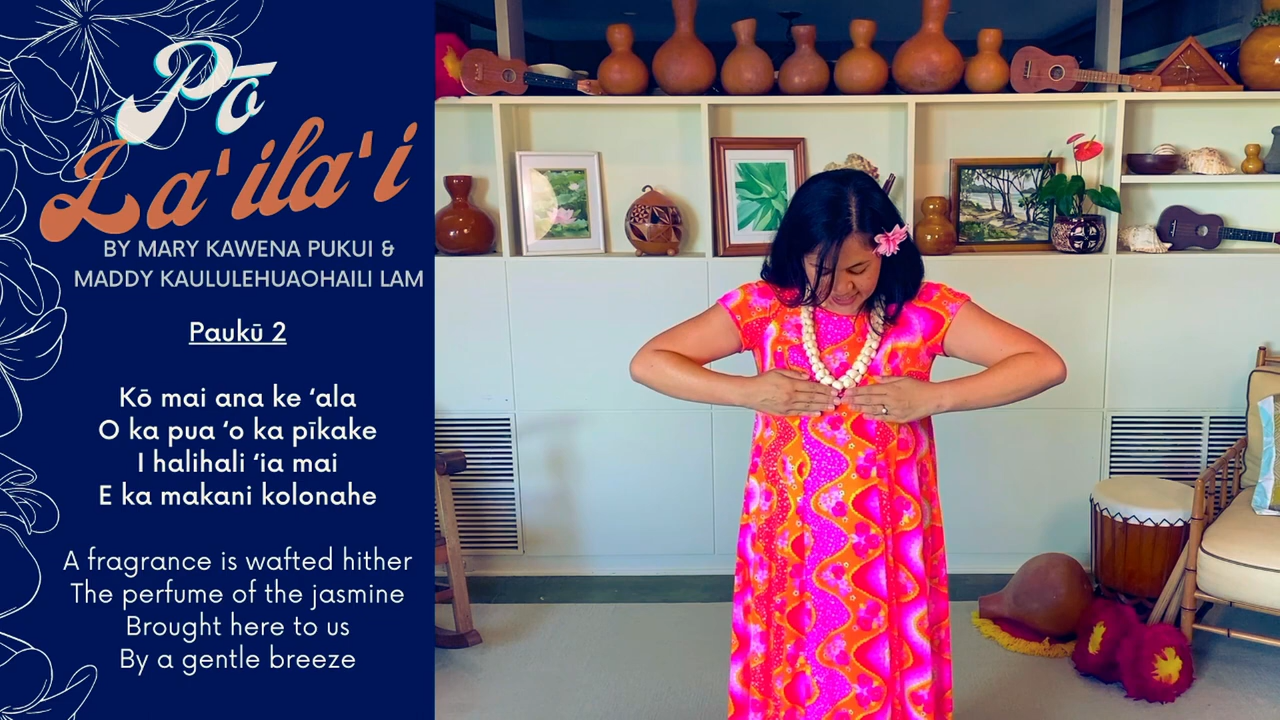 Pō
Laʻilaʻi
BY MARY KAWENA PUKUI &
MADDY KAULULEHUAOHAILI LAM
Paukū 2
Kō mai ana ke ʻala
O ka pua ʻo ka pīkake
I halihali ʻia mai
E ka makani kolonahe
A fragrance is wafted hither
The perfume of the jasmine
Brought here to us
By a gentle breeze